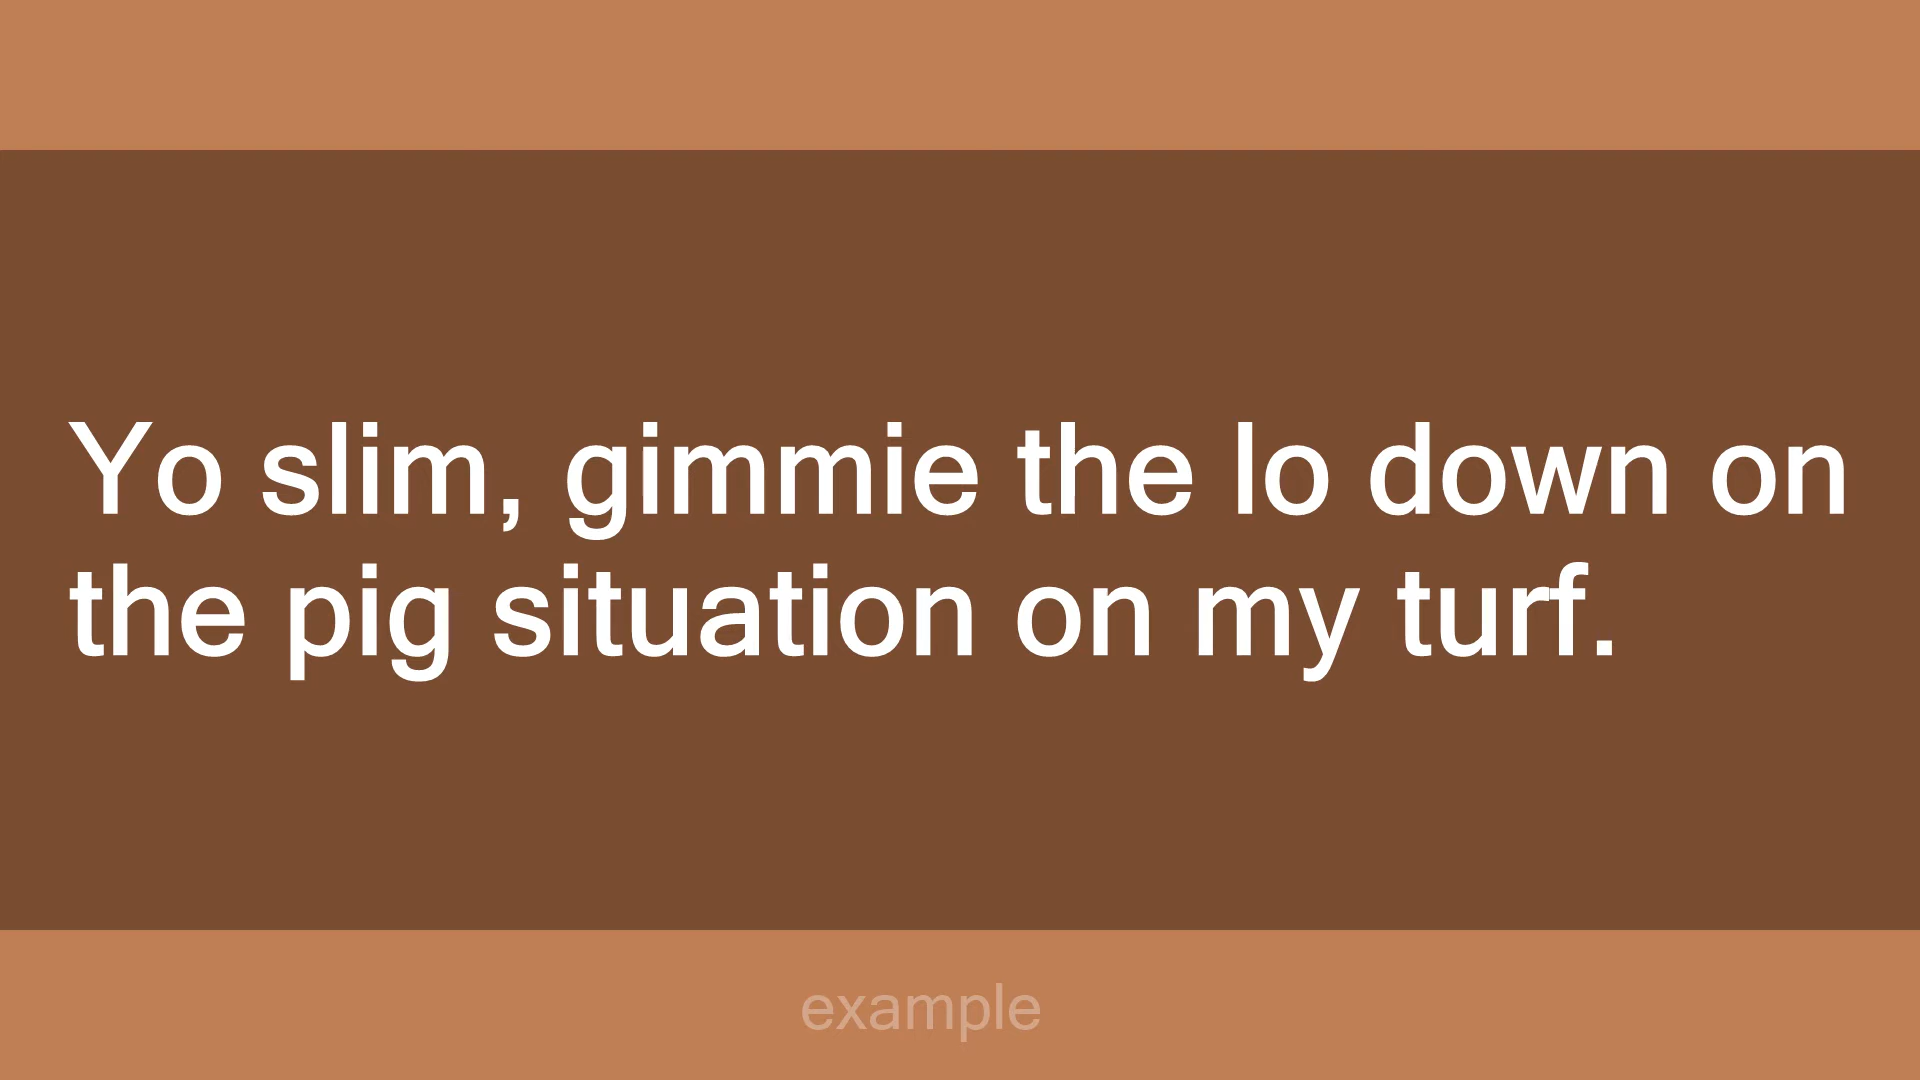 Yo slim, gimmie the lo down on
the pig situation on my turf.
example